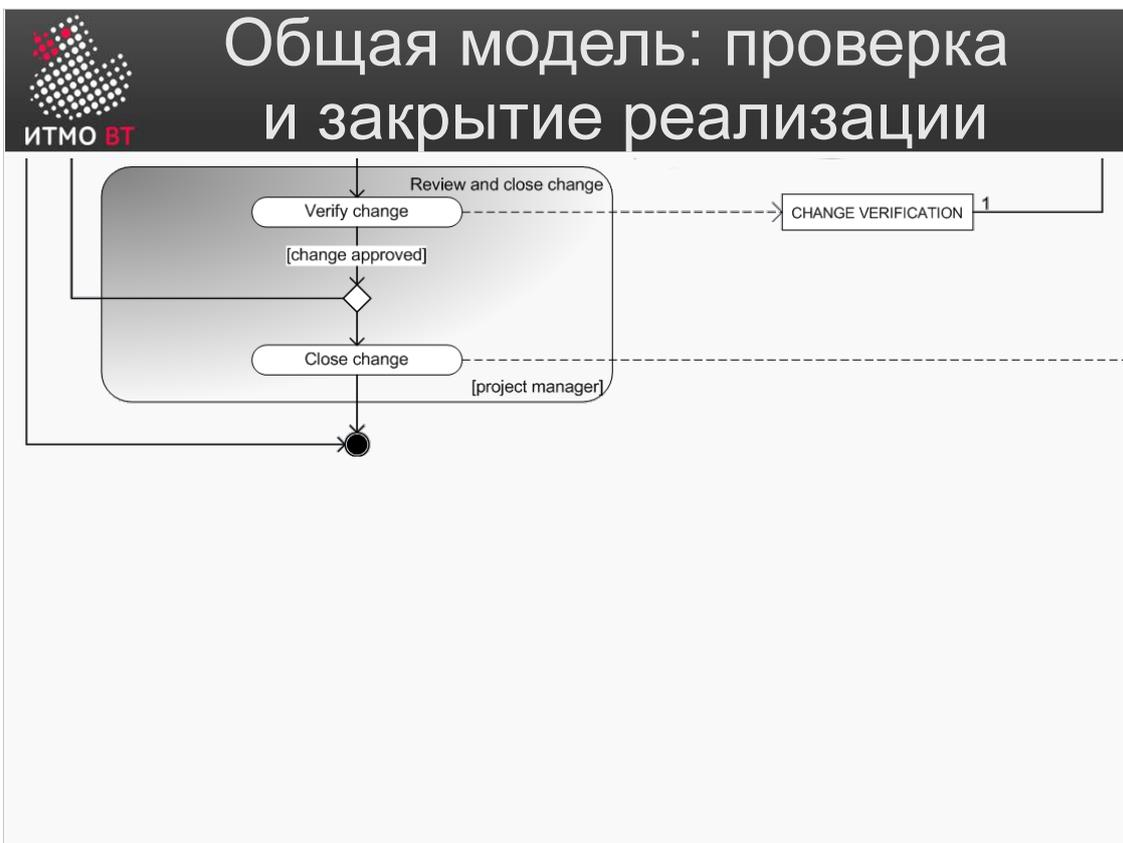 Общая модель: проверка
и закрытие реализации
ИТМО ВТ
Review and close change
Verify change
CHANGE VERIFICATION
1
[change approved]
Close change
[project manager]